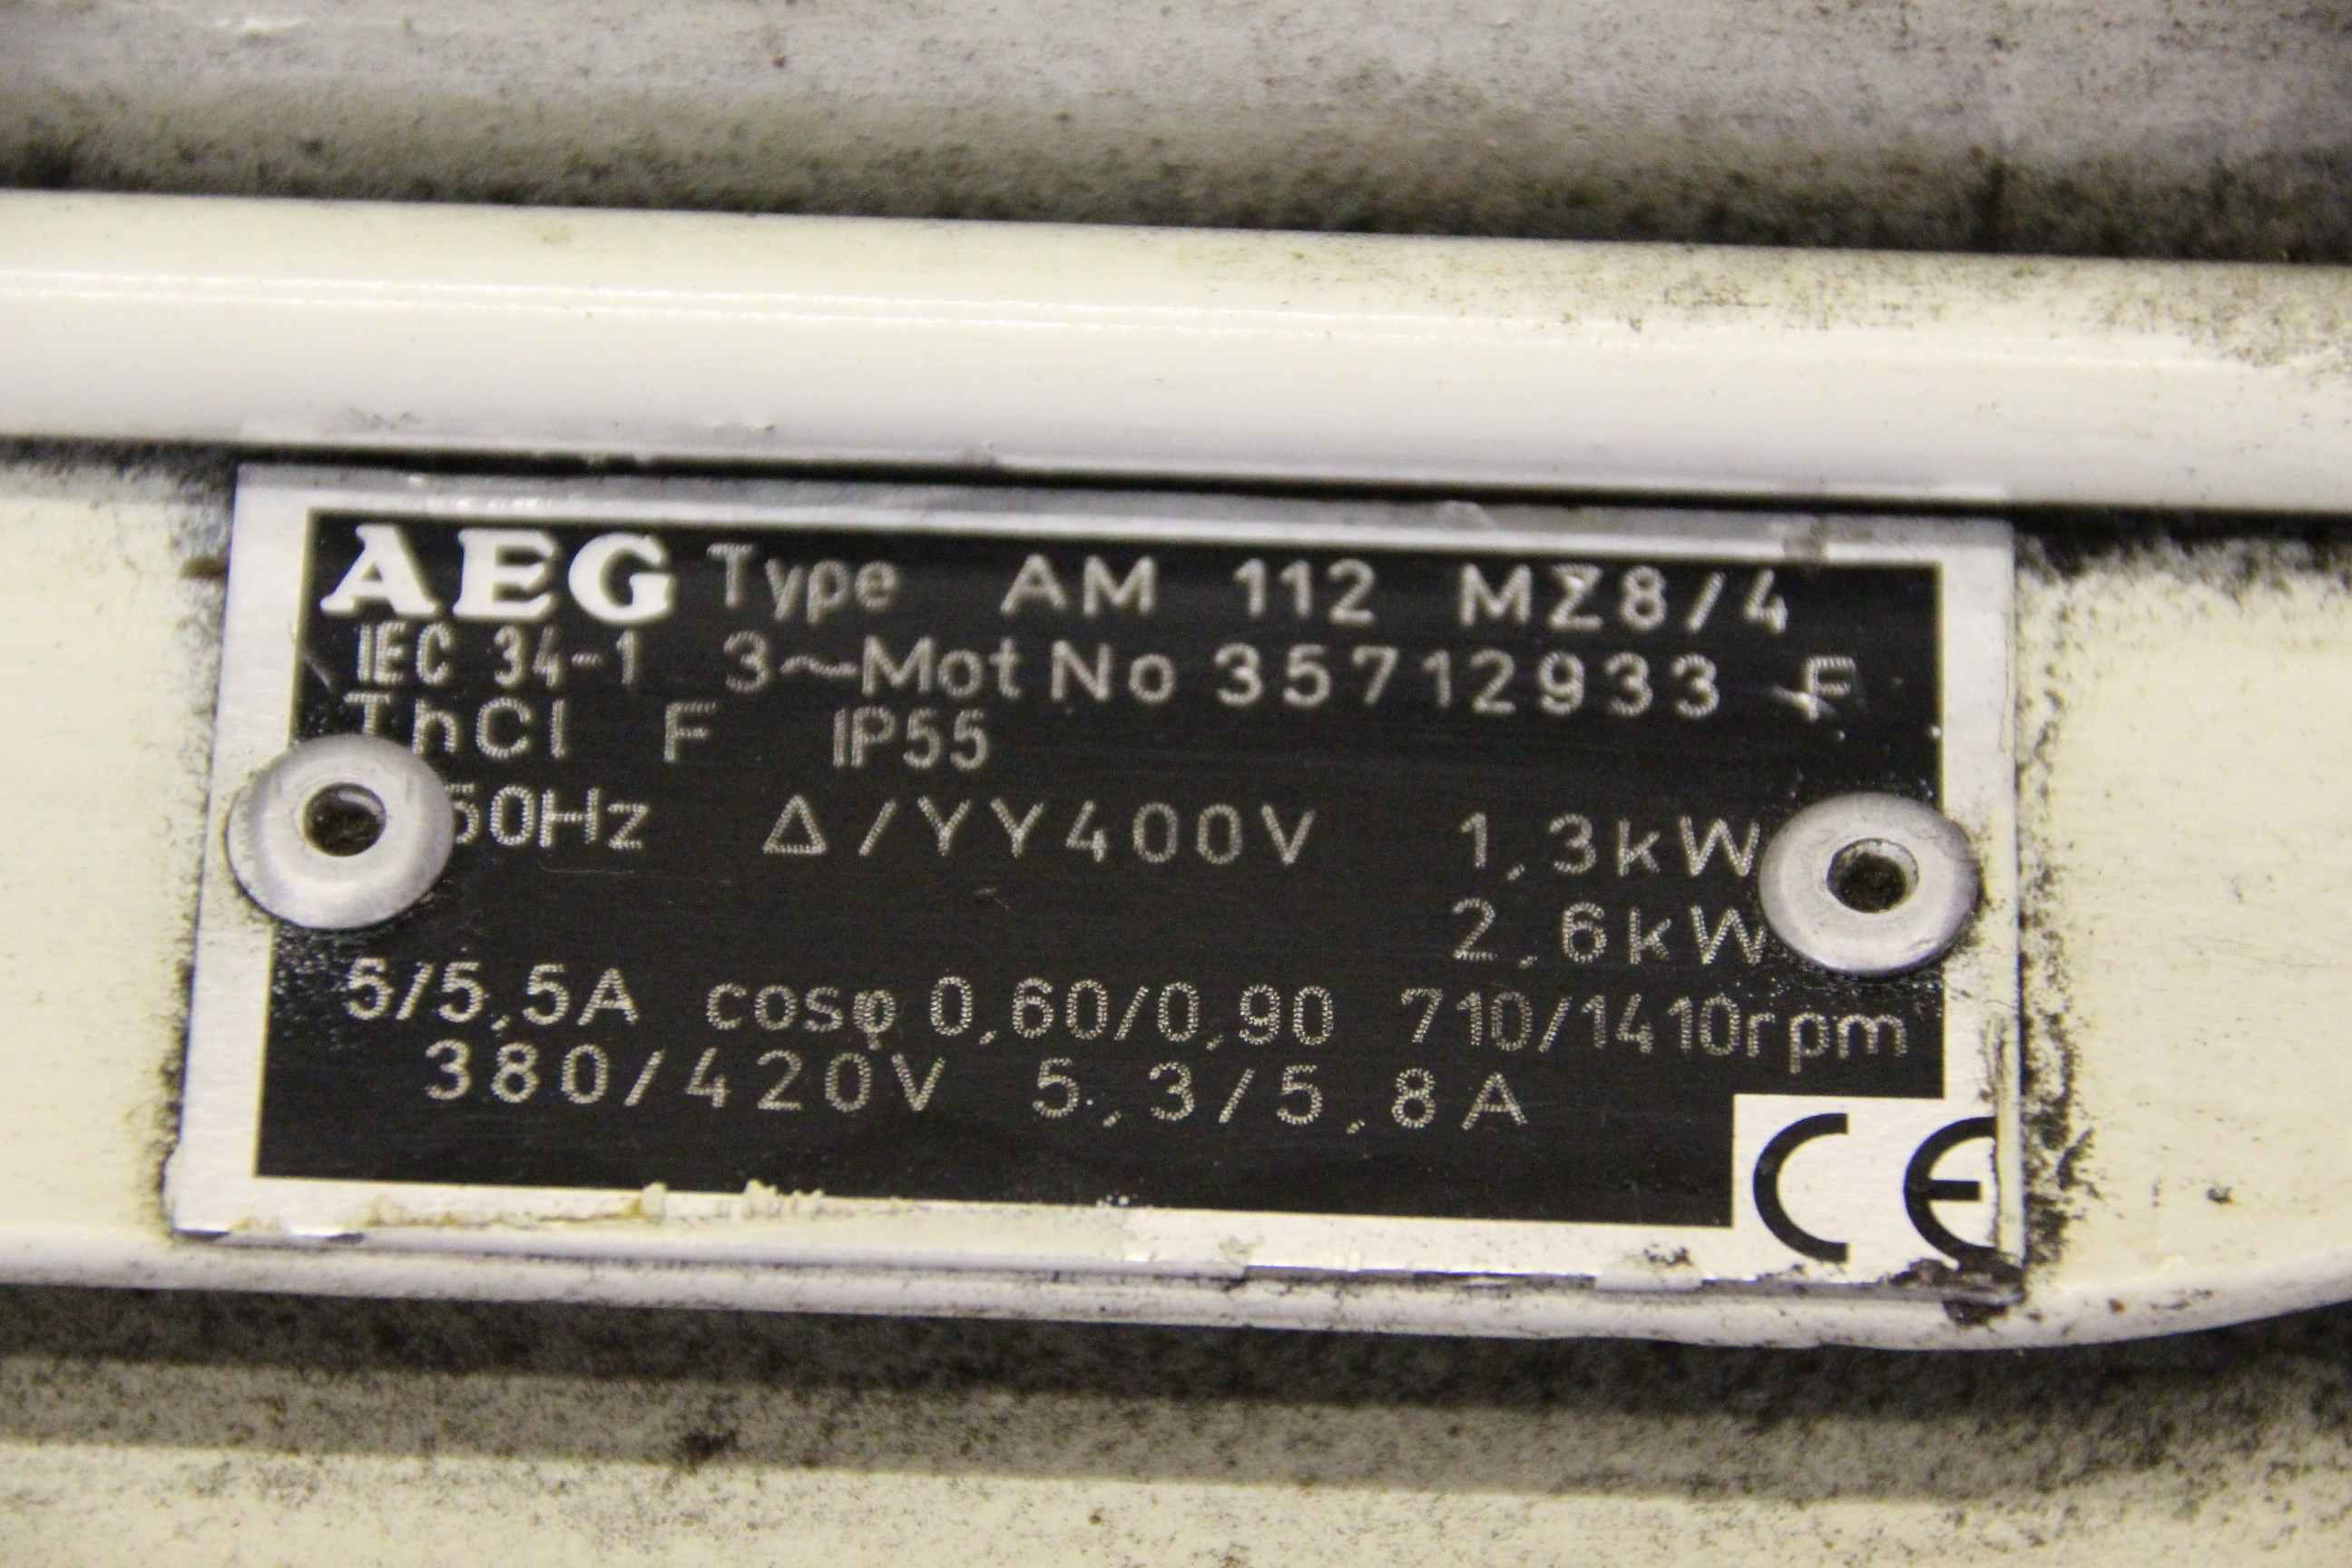 AEG Type AM 112 MZ8/4
IEC 34-1 3~Mot No 35712933 F
ThCl F IP55
50Hz Δ/YY400V 1,3kW
2,6kW
5/5,5A cosφ 0,60/0,90 710/1410rpm
380/420V 5,3/5,8A
CE